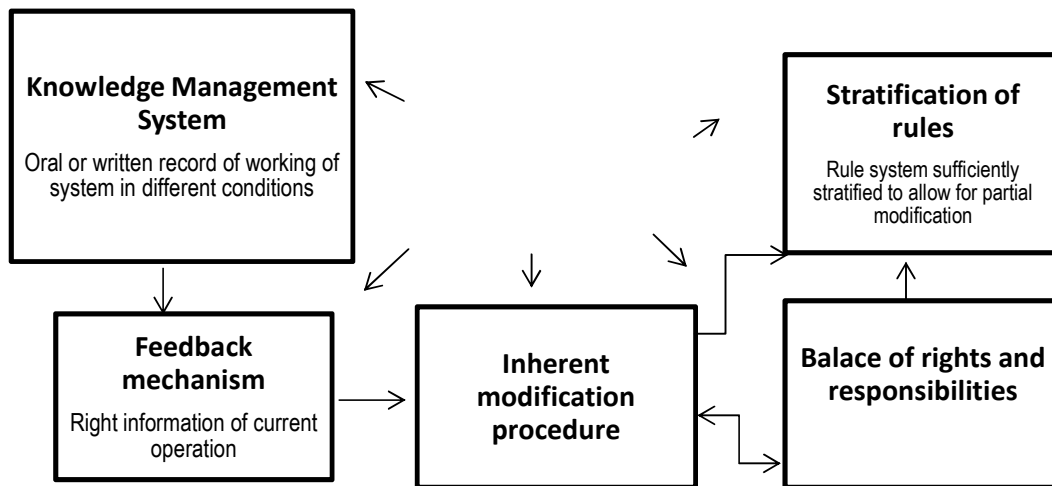 Knowledge Management
System
Oral or written record of working of
system in different conditions
Stratification of
rules
Rule system sufficiently
stratified to allow for partial
modification
Feedback
mechanism
Right information of current
operation
Inherent
modification
procedure
Balace of rights and
responsibilities